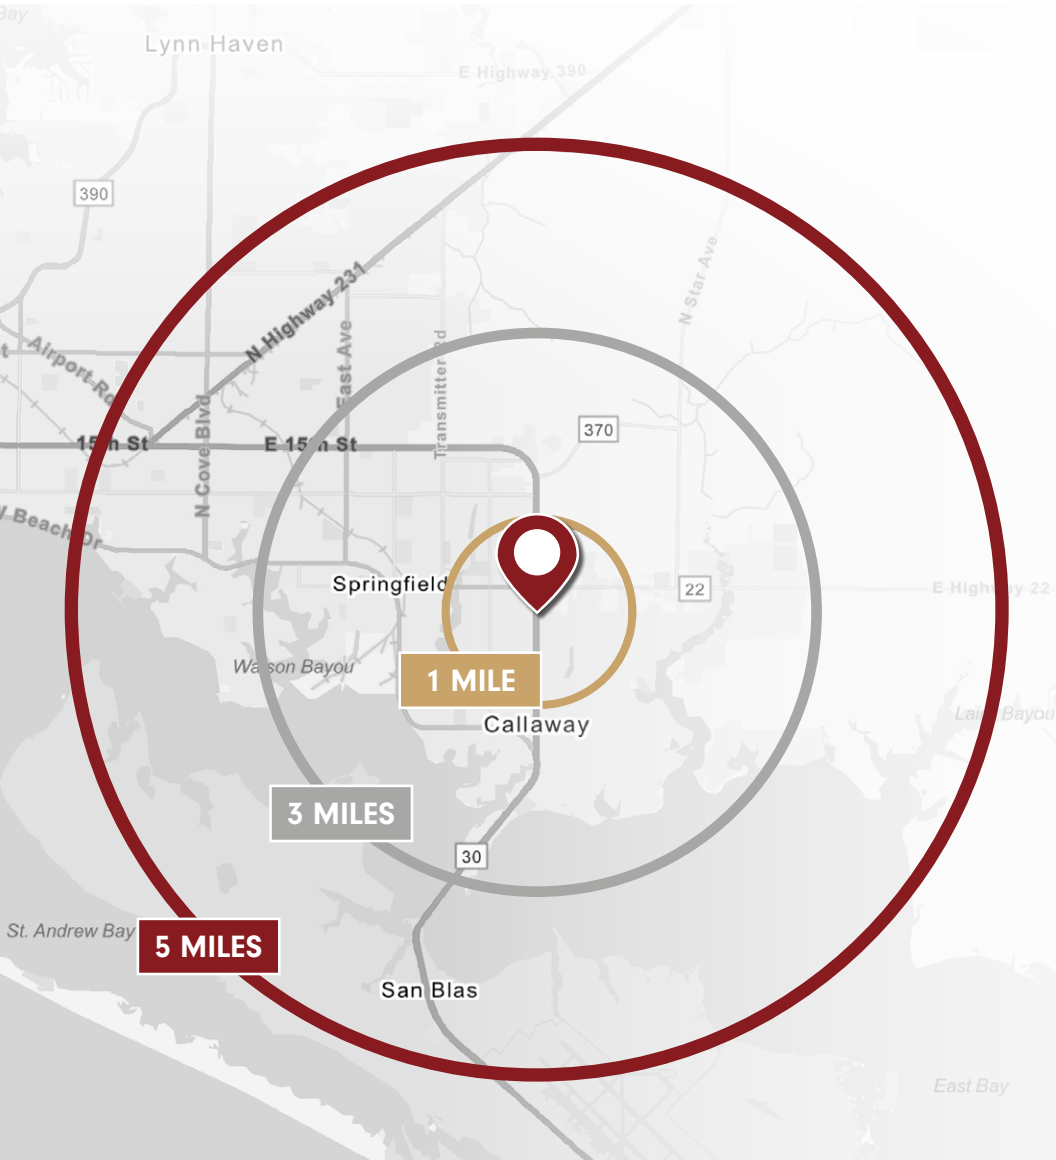 Bay
Lynn Haven
E Highway 390
390
N Star Ave
N Highway 231
East Ave
Transmitter Rd
Airport Rd
N Cove Blvd
370
15th St
E 15th St
Beach Dr
Springfield
22
E Highway 22
Watson Bayou
1 MILE
Callaway
Laird Bayou
3 MILES
30
St. Andrew Bay
5 MILES
San Blas
East Bay